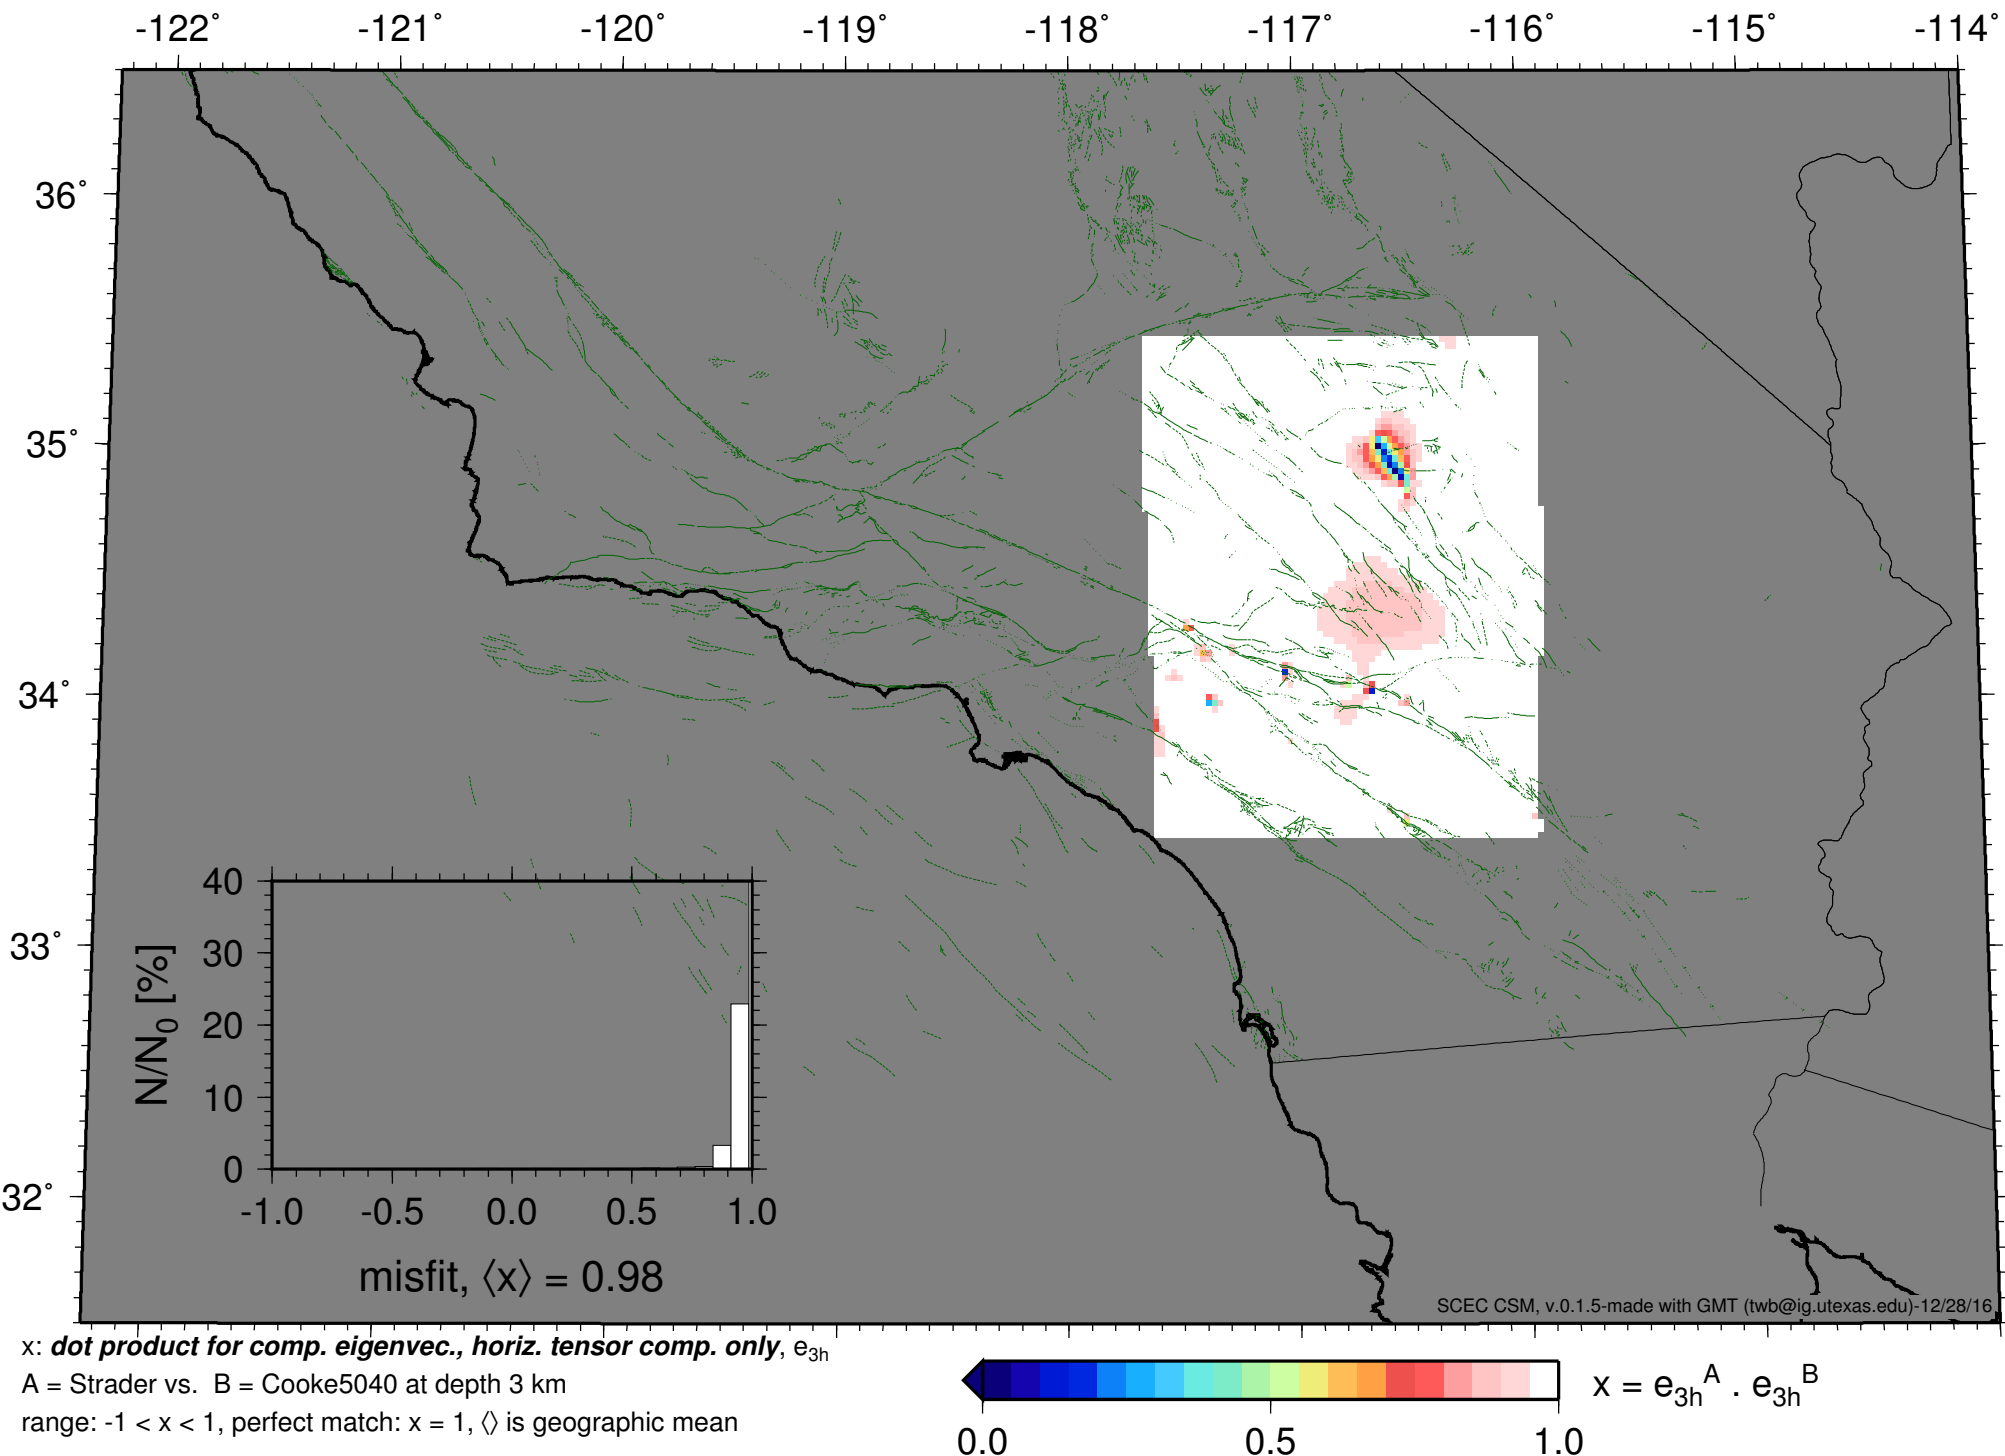 -122˚ -121˚ -120˚ -119˚ -118˚ -117˚ -116˚ -115˚ -114˚
36˚
35˚
34˚
33˚
32˚
40
30
20
10
0
N/N0 [%]
-1.0 -0.5 0.0 0.5 1.0
misfit, ⟨x⟩ = 0.98
SCEC CSM, v.0.1.5-made with GMT (twb@ig.utexas.edu)-12/28/16
x: dot product for comp. eigenvec., horiz. tensor comp. only, e3h
A = Strader vs. B = Cooke5040 at depth 3 km
range: -1 < x < 1, perfect match: x = 1, ⟨⟩ is geographic mean
x = e3hA . e3hB
0.0 0.5 1.0